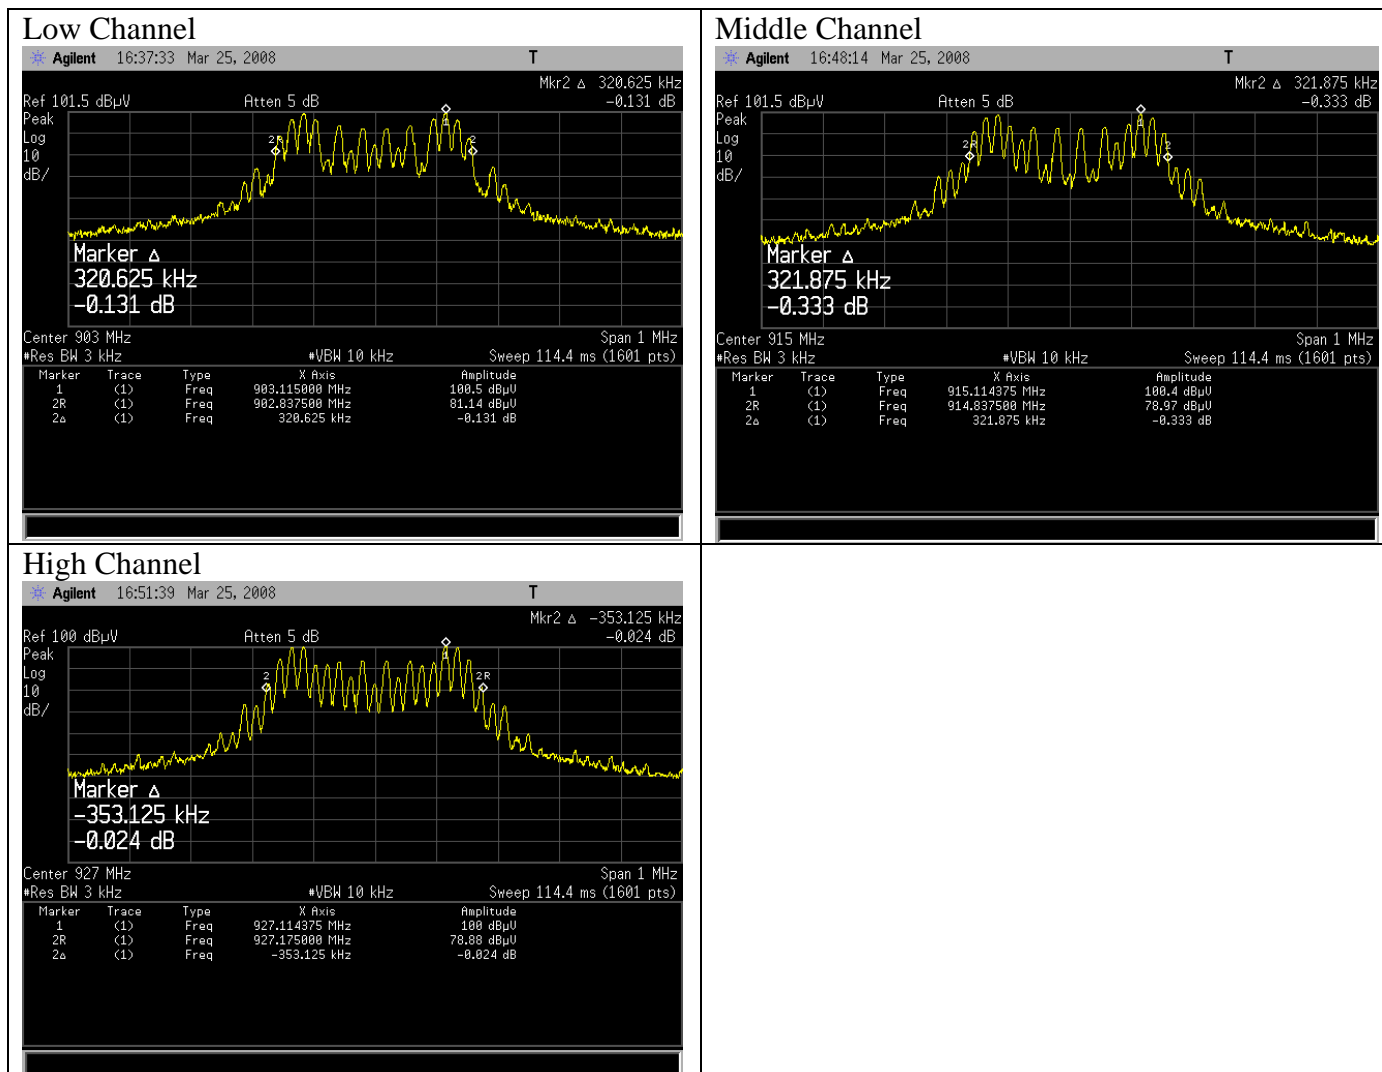 Low Channel
Agilent 16:37:33 Mar 25, 2008 T
Mkr2 Δ 320.625 kHz
Ref 101.5 dBµV Atten 5 dB -0.131 dB
Peak
Log
10
dB/
1
2R
2
Marker Δ
320.625 kHz
-0.131 dB
Center 903 MHz Span 1 MHz
#Res BW 3 kHz #VBW 10 kHz Sweep 114.4 ms (1601 pts)
Marker Trace Type X Axis Amplitude
1 (1) Freq 903.115000 MHz 100.5 dBµV
2R (1) Freq 902.837500 MHz 81.14 dBµV
2Δ (1) Freq 320.625 kHz -0.131 dB
Middle Channel
Agilent 16:48:14 Mar 25, 2008 T
Mkr2 Δ 321.875 kHz
Ref 101.5 dBµV Atten 5 dB -0.333 dB
Peak
Log
10
dB/
1
2R
2
Marker Δ
321.875 kHz
-0.333 dB
Center 915 MHz Span 1 MHz
#Res BW 3 kHz #VBW 10 kHz Sweep 114.4 ms (1601 pts)
Marker Trace Type X Axis Amplitude
1 (1) Freq 915.114375 MHz 100.4 dBµV
2R (1) Freq 914.837500 MHz 78.97 dBµV
2Δ (1) Freq 321.875 kHz -0.333 dB
High Channel
Agilent 16:51:39 Mar 25, 2008 T
Mkr2 Δ -353.125 kHz
Ref 100 dBµV Atten 5 dB -0.024 dB
Peak
Log
10
dB/
1
2
2R
Marker Δ
-353.125 kHz
-0.024 dB
Center 927 MHz Span 1 MHz
#Res BW 3 kHz #VBW 10 kHz Sweep 114.4 ms (1601 pts)
Marker Trace Type X Axis Amplitude
1 (1) Freq 927.114375 MHz 100 dBµV
2R (1) Freq 927.175000 MHz 78.88 dBµV
2Δ (1) Freq -353.125 kHz -0.024 dB